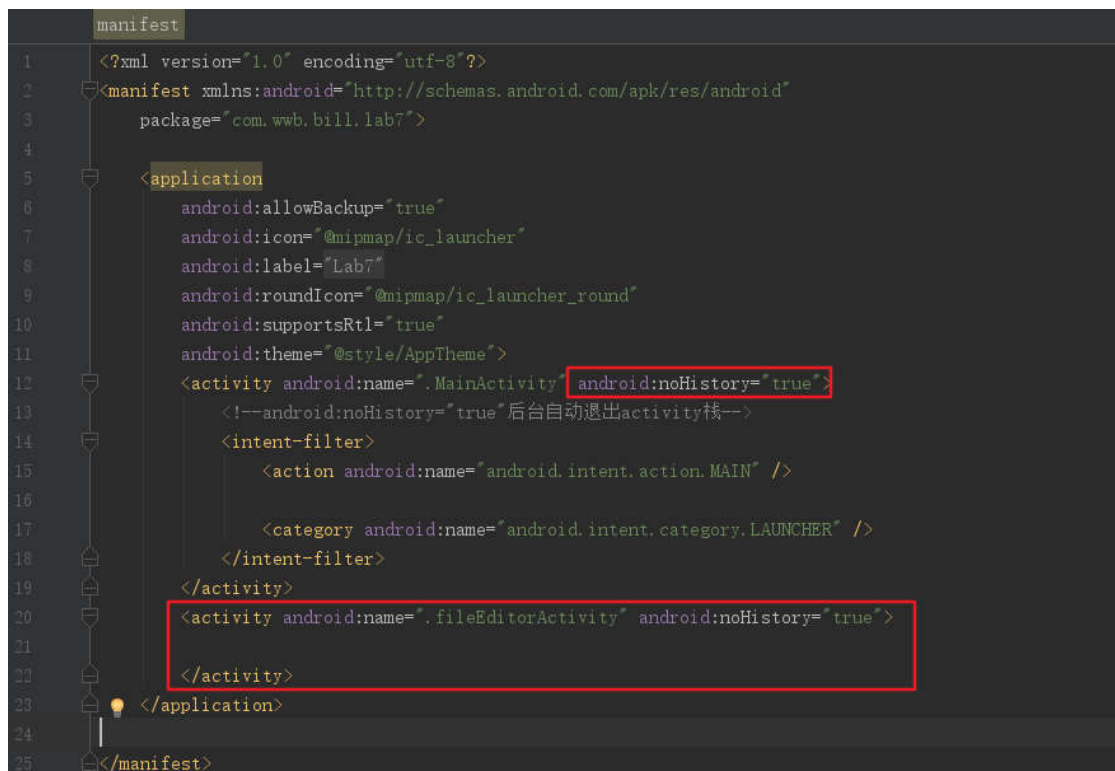 manifest
1 <?xml version="1.0" encoding="utf-8"?>
2 <manifest xmlns:android="http://schemas.android.com/apk/res/android"
3 package="com.wwb.bill.lab7">
4
5 <application
6 android:allowBackup="true"
7 android:icon="@mipmap/ic_launcher"
8 android:label="Lab7"
9 android:roundIcon="@mipmap/ic_launcher_round"
10 android:supportsRtl="true"
11 android:theme="@style/AppTheme">
12 <activity android:name=".MainActivity" android:noHistory="true">
13 <!--android:noHistory="true"后台自动退出activity栈-->
14 <intent-filter>
15 <action android:name="android.intent.action.MAIN" />
16
17 <category android:name="android.intent.category.LAUNCHER" />
18 </intent-filter>
19 </activity>
20 <activity android:name=".fileEditorActivity" android:noHistory="true">
21
22 </activity>
23 </application>
24
25 </manifest>